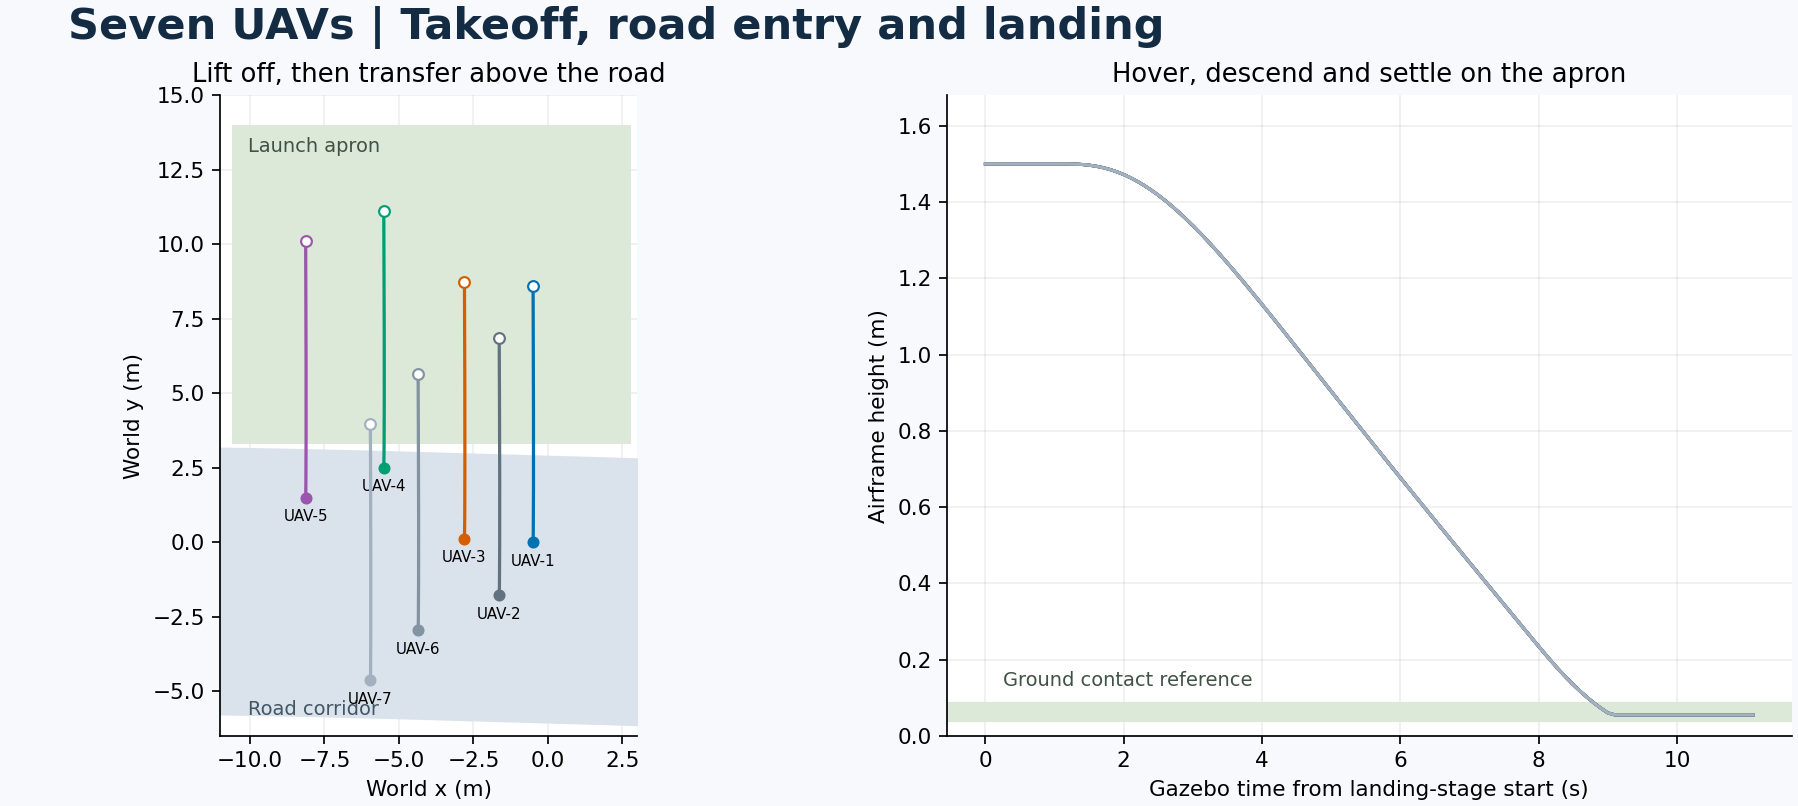 Seven UAVs | Takeoff, road entry and landing
Lift off, then transfer above the road
15.0
12.5
10.0
7.5
5.0
2.5
0.0
−2.5
−5.0
World y (m)
Launch apron
UAV-4
UAV-5
UAV-3
UAV-1
UAV-2
UAV-6
UAV-7
Road corridor
−10.0 −7.5 −5.0 −2.5 0.0 2.5
World x (m)
Hover, descend and settle on the apron
1.6
1.4
1.2
1.0
0.8
0.6
0.4
0.2
0.0
Airframe height (m)
Ground contact reference
0 2 4 6 8 10
Gazebo time from landing-stage start (s)